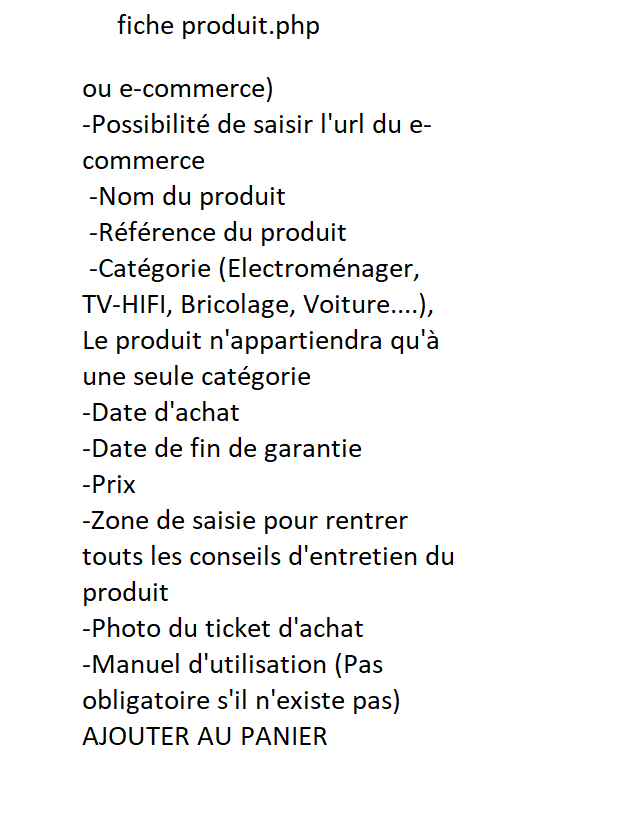 fiche produit.php
ou e-commerce)
-Possibilité de saisir l'url du e-
commerce
-Nom du produit
-Référence du produit
-Catégorie (Electroménager,
TV-HIFI, Bricolage, Voiture....),
Le produit n'appartiendra qu'à
une seule catégorie
-Date d'achat
-Date de fin de garantie
-Prix
-Zone de saisie pour rentrer
touts les conseils d'entretien du
produit
-Photo du ticket d'achat
-Manuel d'utilisation (Pas
obligatoire s'il n'existe pas)
AJOUTER AU PANIER